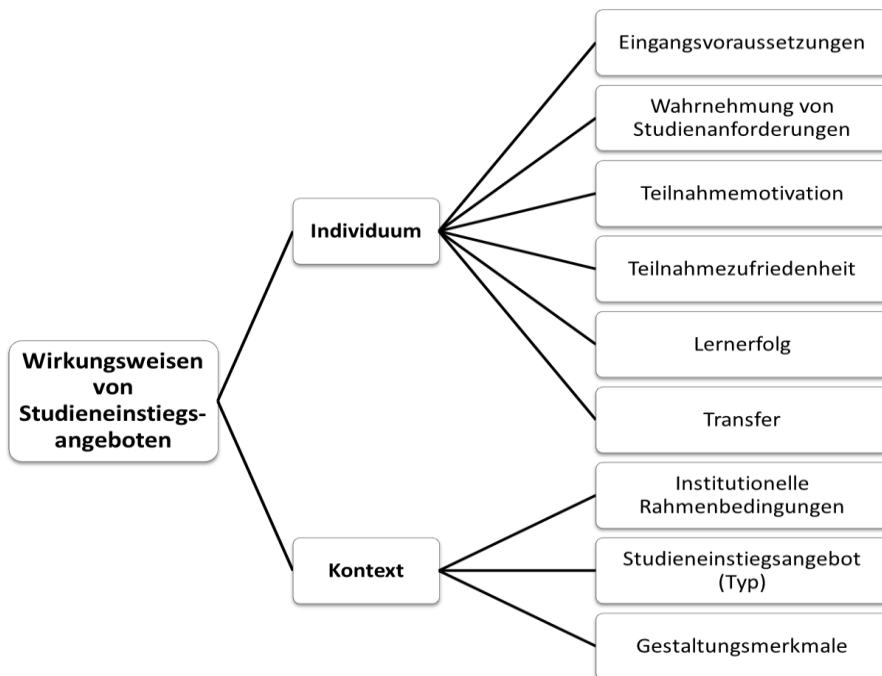 Wirkungsweisen
von
Studieneinstiegs-
angeboten
Individuum
Eingangsvoraussetzungen
Wahrnehmung von
Studienanforderungen
Teilnahmemotivation
Teilnahmezufriedenheit
Lernerfolg
Transfer
Kontext
Institutionelle
Rahmenbedingungen
Studieneinstiegsangebot
(Typ)
Gestaltungsmerkmale